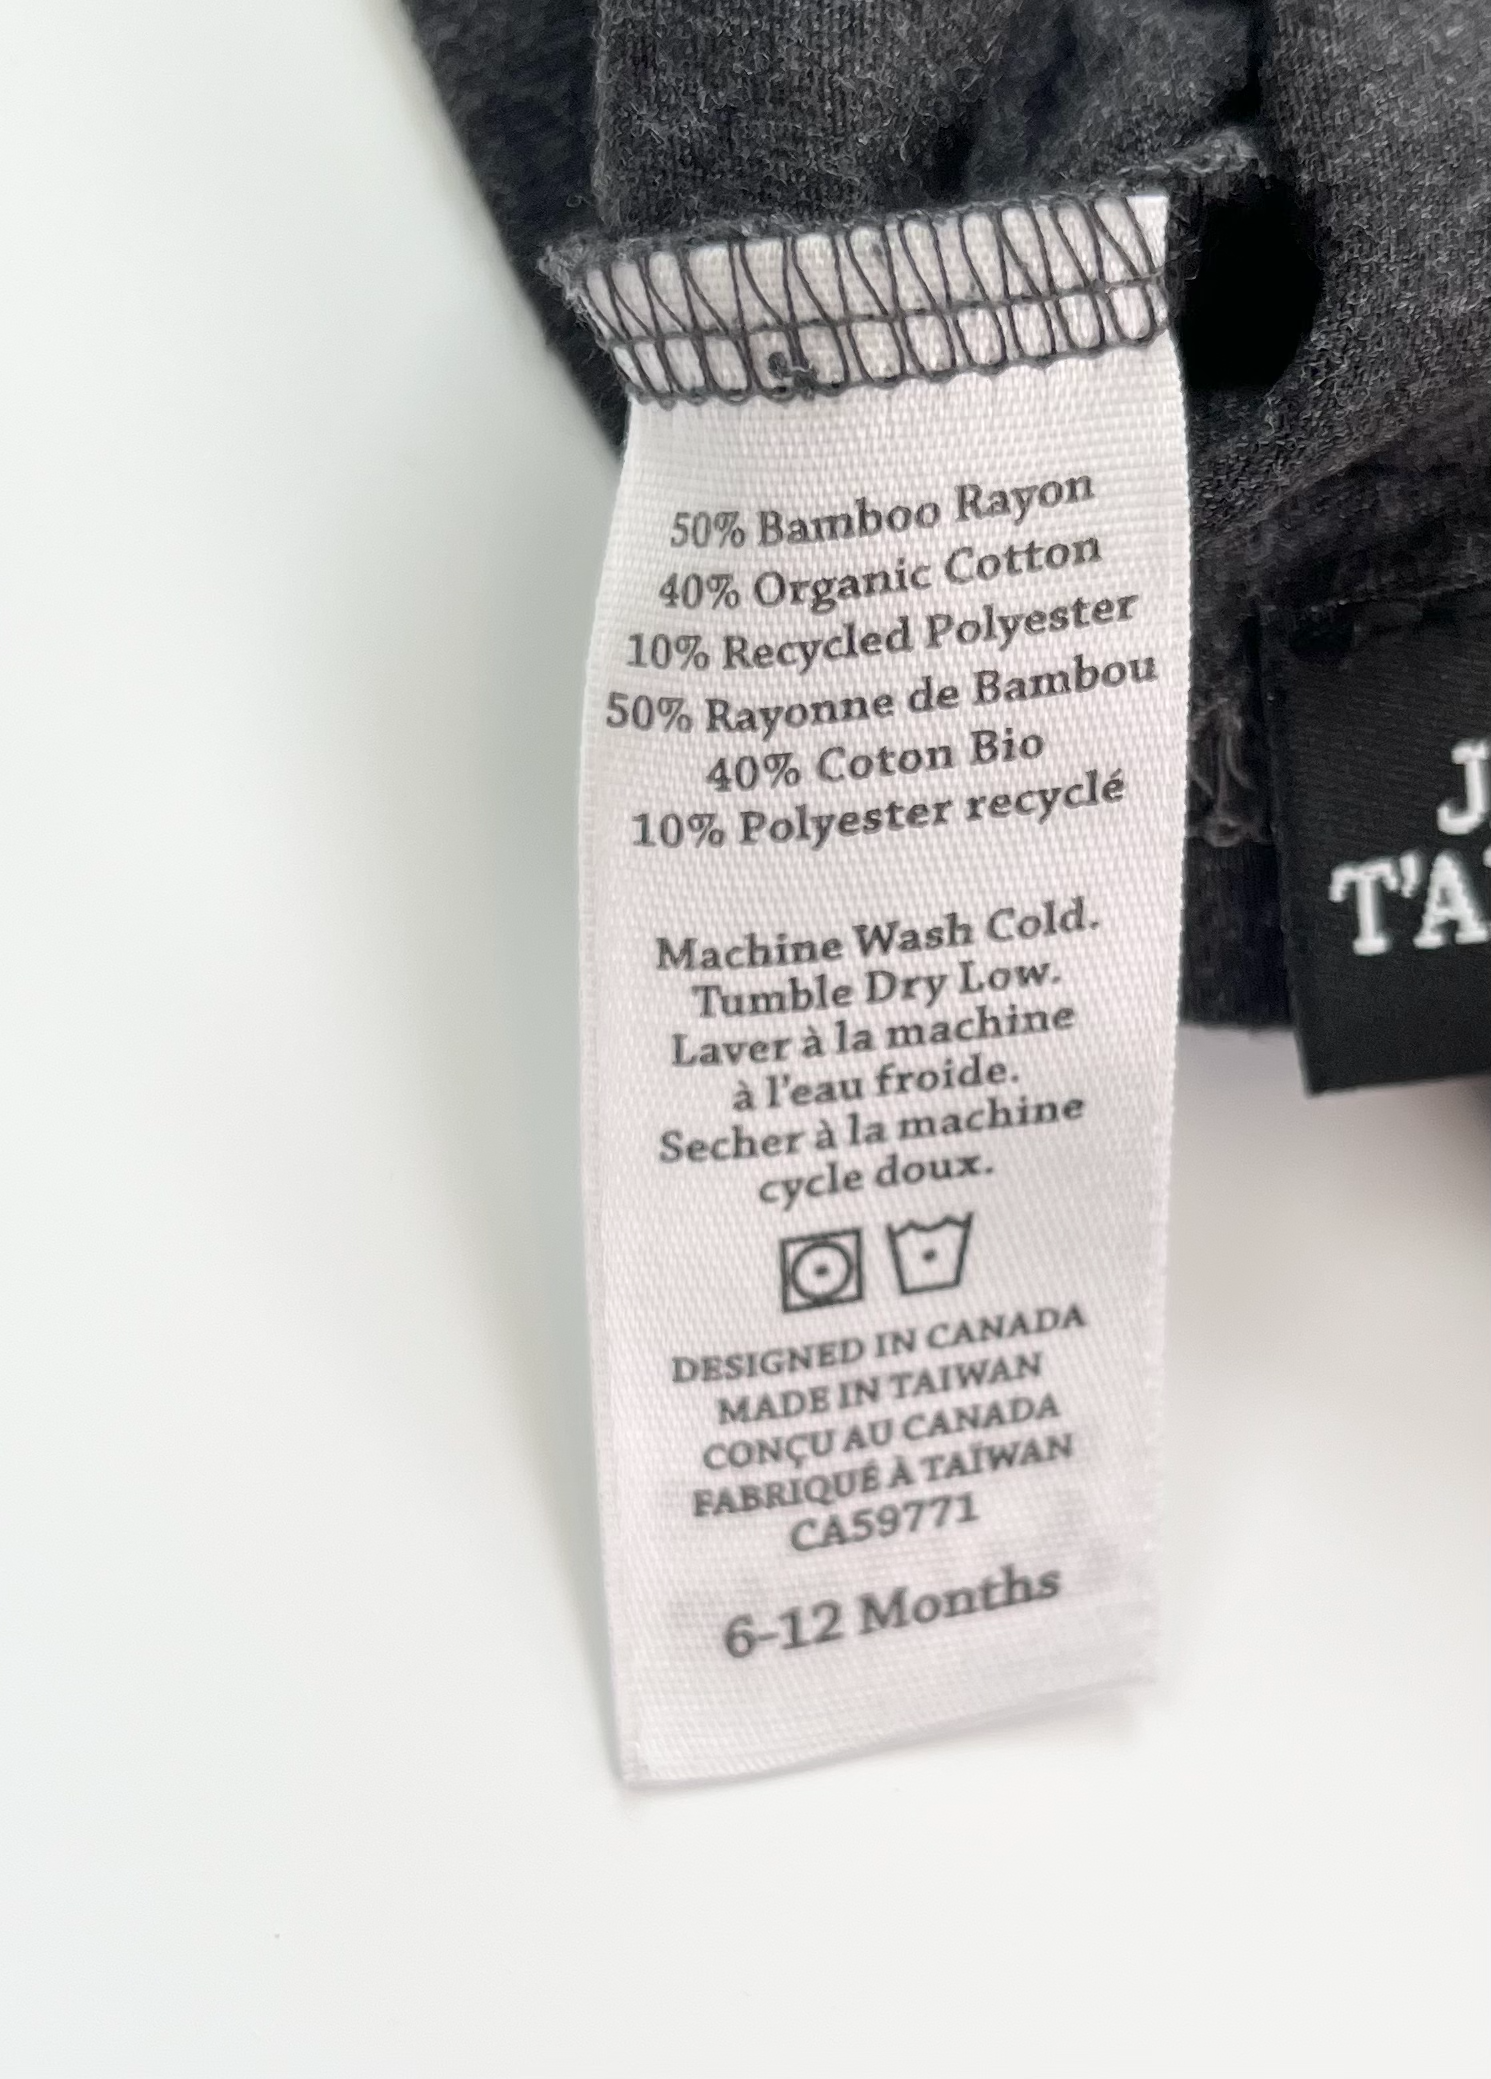 50% Bamboo Rayon
40% Organic Cotton
10% Recycled Polyester
50% Rayonne de Bambou
40% Coton Bio
10% Polyester recyclé
Machine Wash Cold.
Tumble Dry Low.
Laver à la machine
à l'eau froide.
Secher à la machine
cycle doux.
DESIGNED IN CANADA
MADE IN TAIWAN
CONÇU AU CANADA
FABRIQUÉ À TAÏWAN
CA59771
6-12 Months
J
T'A